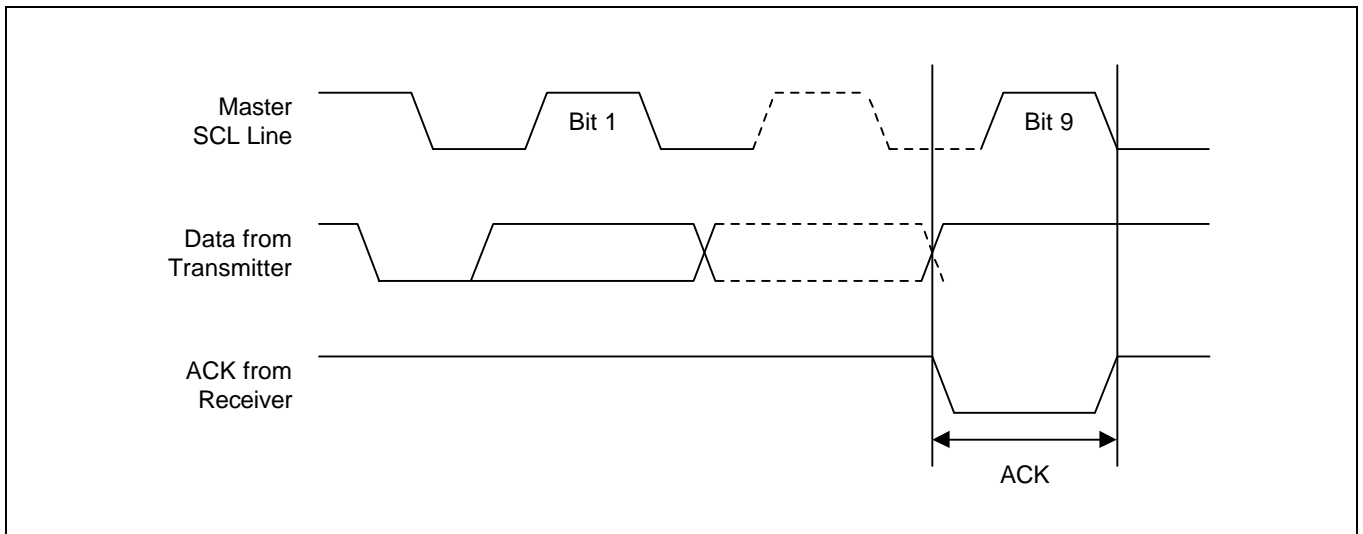 Master
SCL Line
Bit 1
Bit 9
Data from
Transmitter
ACK from
Receiver
ACK